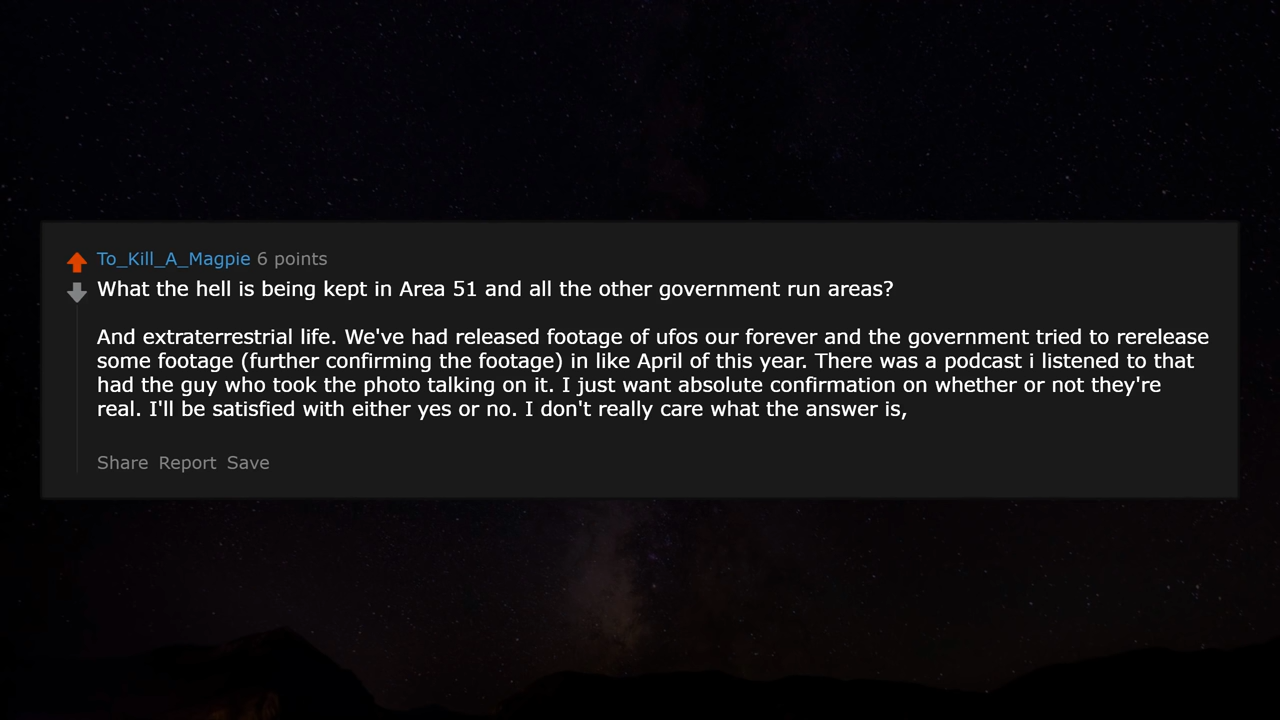 To_Kill_A_Magpie 6 points
What the hell is being kept in Area 51 and all the other government run areas?
And extraterrestrial life. We've had released footage of ufos our forever and the government tried to rerelease
some footage (further confirming the footage) in like April of this year. There was a podcast i listened to that
had the guy who took the photo talking on it. I just want absolute confirmation on whether or not they're
real. I'll be satisfied with either yes or no. I don't really care what the answer is,
Share Report Save